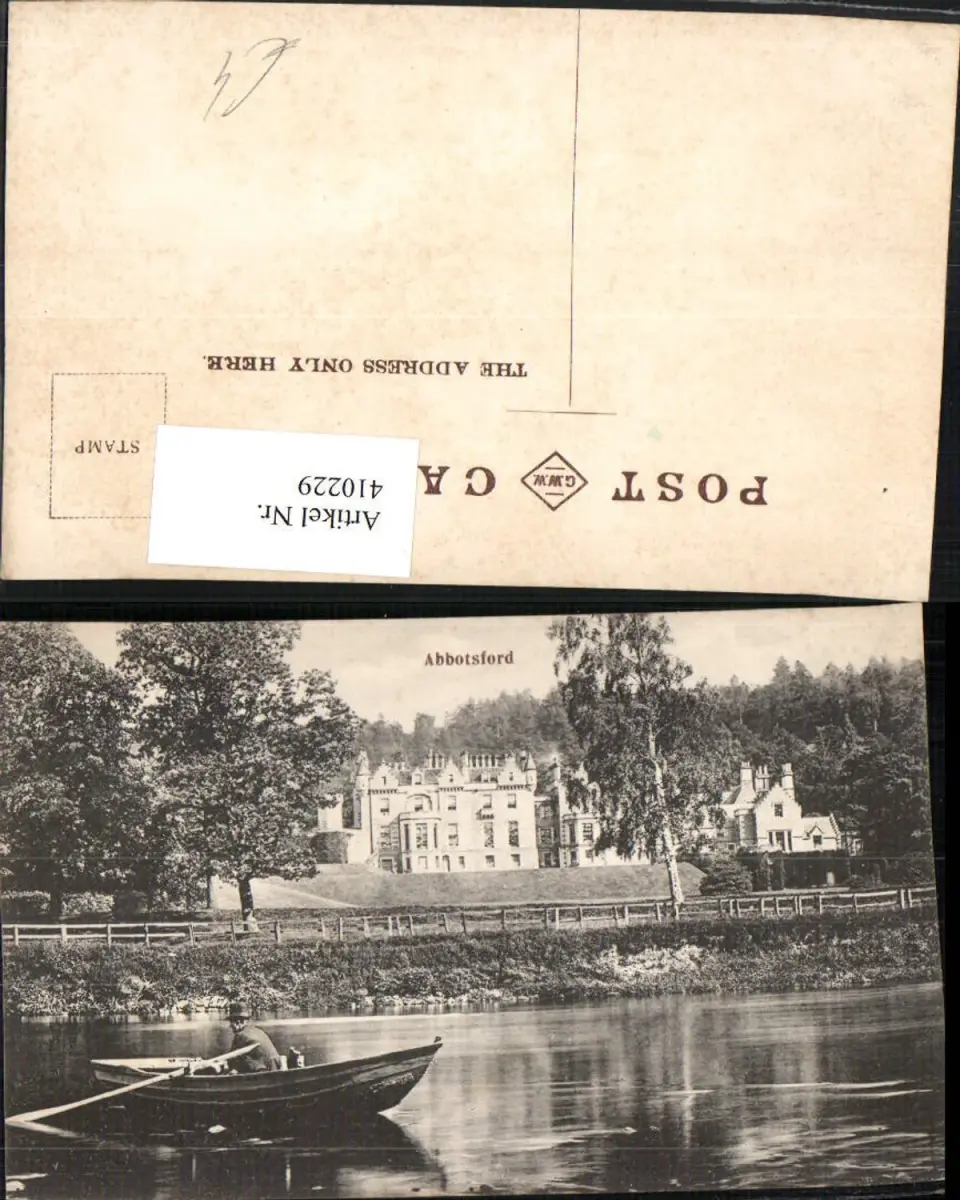 POST G.W.W. CA
STAMP
Artikel Nr.
410229
THE ADDRESS ONLY HERE.
Abbotsford